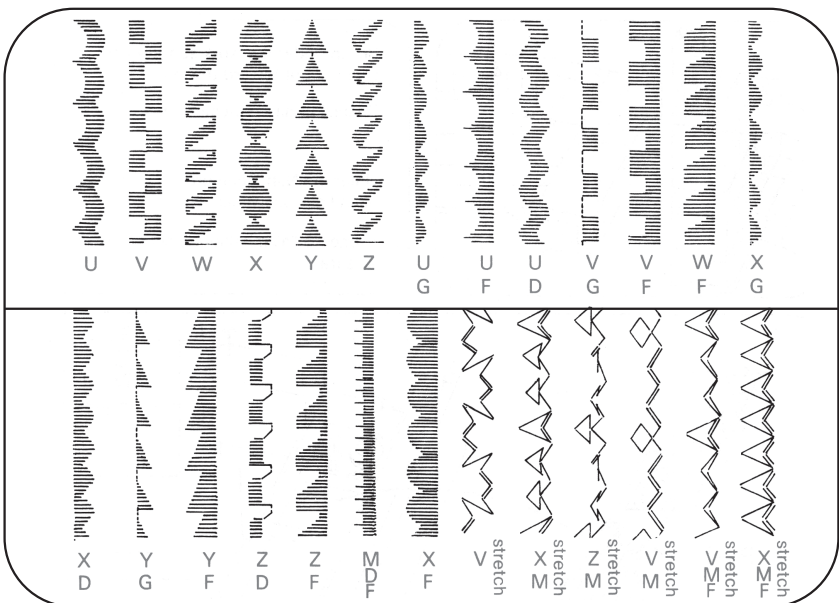 U V W X Y Z U U U V V W X
G F D G F F G
X Y Y Z Z M X V X Z V V X
D G F D F D F stretch M stretch M stretch M stretch M stretch M stretch
F F F